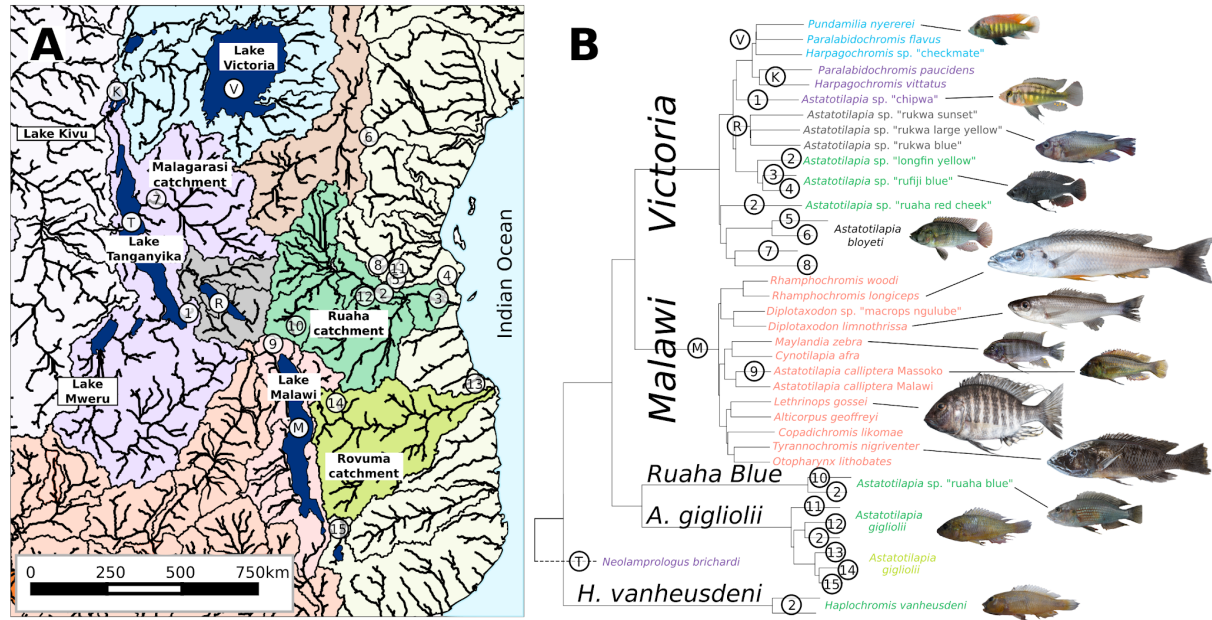 A
Lake
Victoria
V
K
Lake Kivu
6
Malagarasi
catchment
7
T
Lake
Tanganyika
8
11
5
4
12
2
3
R
1
10
Ruaha
catchment
9
Lake
Mweru
Lake
Malawi
13
14
M
Rovuma
catchment
15
Indian Ocean
0
250
500
750km
B
Victoria
Malawi
V
Pundamilia nyererei
Paralabidochromis flavus
Harpagochromis sp. "checkmate"
K
Paralabidochromis paucidens
Harpagochromis vittatus
1
Astatotilapia sp. "chipwa"
R
Astatotilapia sp. "rukwa sunset"
Astatotilapia sp. "rukwa large yellow"
Astatotilapia sp. "rukwa blue"
2
Astatotilapia sp. "longfin yellow"
3
4
Astatotilapia sp. "rufiji blue"
2
Astatotilapia sp. "ruaha red cheek"
5
6
Astatotilapia
bloyeti
7
8
M
Rhamphochromis woodi
Rhamphochromis longiceps
Diplotaxodon sp. "macrops ngulube"
Diplotaxodon limnothrissa
Maylandia zebra
Cynotilapia afra
9
Astatotilapia calliptera Massoko
Astatotilapia calliptera Malawi
Lethrinops gossei
Alticorpus geoffreyi
Copadichromis likomae
Tyrannochromis nigriventer
Otopharynx lithobates
Ruaha Blue
10
2
Astatotilapia sp. "ruaha blue"
A. gigliolii
11
12
2
Astatotilapia
gigliolii
13
14
15
Astatotilapia
gigliolii
T
Neolamprologus brichardi
H. vanheusdeni
2
Haplochromis vanheusdeni